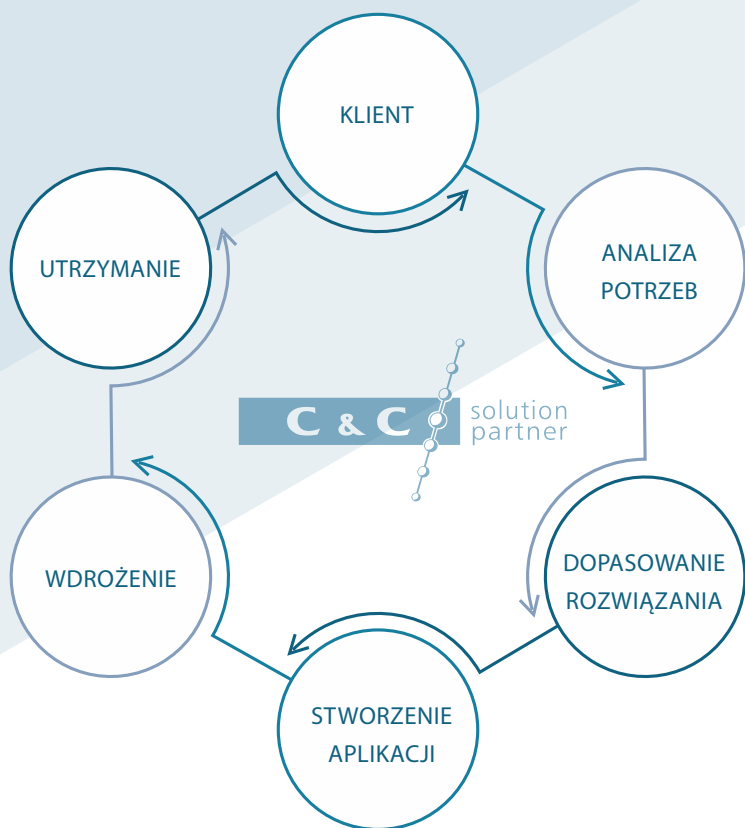 KLIENT
ANALIZA
POTRZEB
DOPASOWANIE
ROZWIĄZANIA
STWORZENIE
APLIKACJI
WDROŻENIE
UTRZYMANIE
C & C
solution
partner